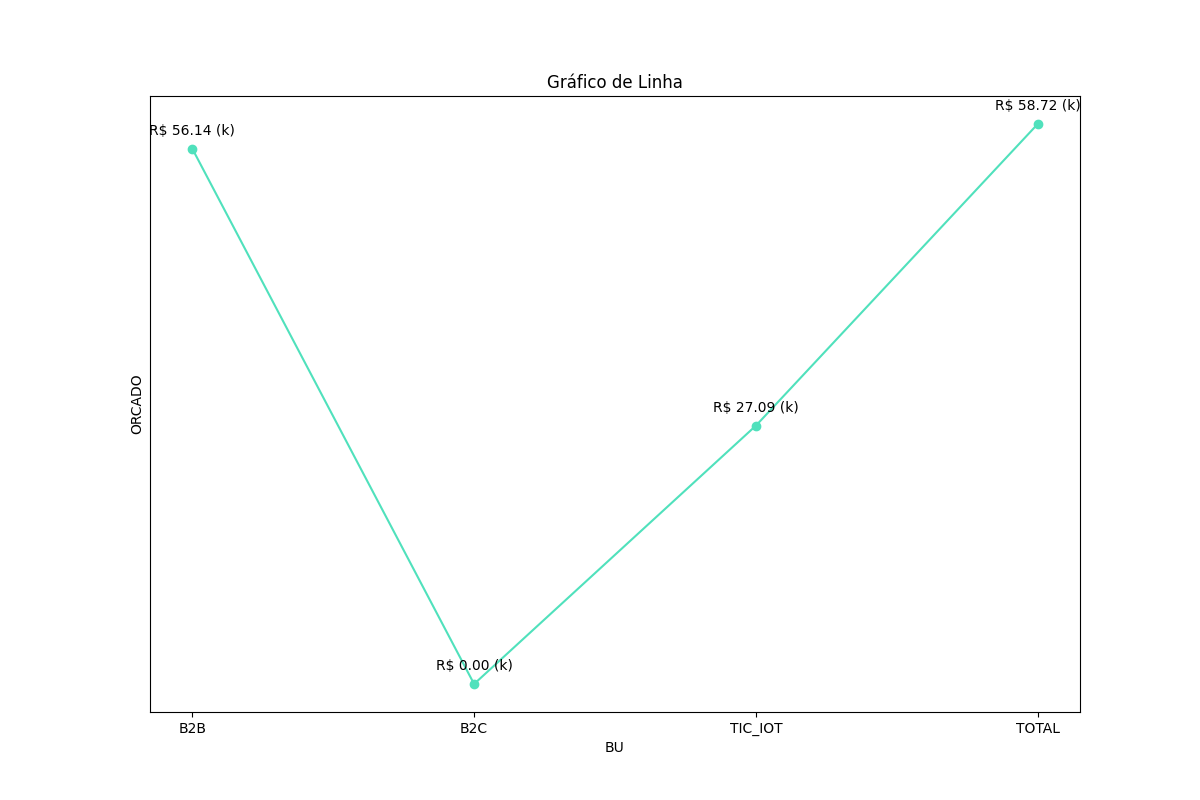 Gráfico de Linha
R$ 58.72 (k)
R$ 56.14 (k)
R$ 27.09 (k)
R$ 0.00 (k)
ORCADO
B2B
B2C
TIC_IOT
TOTAL
BU